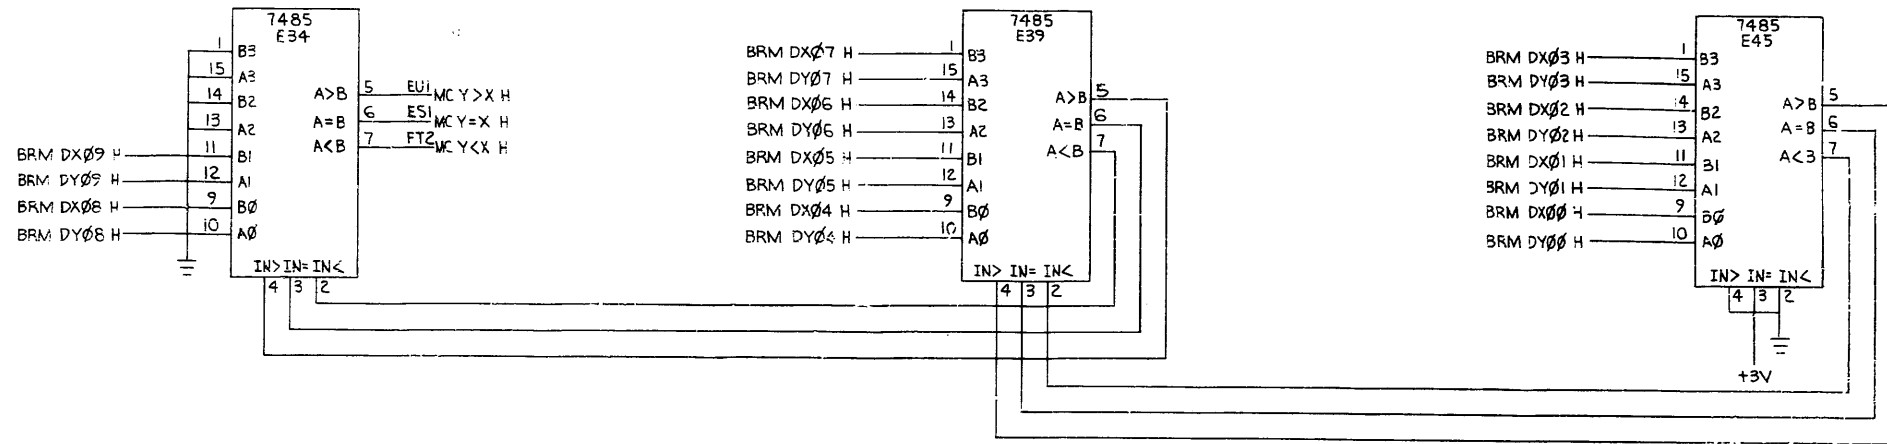 7485
E34
1 B3
15 A3
14 B2
13 A2
BRM DXØ9 H 11 B1
BRM DYØ9 H 12 A1
BRM DXØ8 H 9 BØ
BRM DYØ8 H 10 AØ
A>B 5 EU1 MC Y>X H
A=B 6 ES1 MC Y=X H
A<B 7 FT2 MC Y<X H
IN> IN= IN<
4 3 2
7485
E39
BRM DXØ7 H 1 B3
BRM DYØ7 H 15 A3
BRM DXØ6 H 14 B2
BRM DYØ6 H 13 A2
BRM DXØ5 H 11 B1
BRM DYØ5 H 12 A1
BRM DXØ4 H 9 BØ
BRM DYØ4 H 10 AØ
A>B 5
A=B 6
A<B 7
IN> IN= IN<
4 3 2
7485
E45
BRM DXØ3 H 1 B3
BRM DYØ3 H 15 A3
BRM DXØ2 H 14 B2
BRM DYØ2 H 13 A2
BRM DXØ1 H 11 B1
BRM DYØ1 H 12 A1
BRM DXØØ H 9 BØ
BRM DYØØ H 10 AØ
A>B 5
A=B 6
A<B 7
IN> IN= IN<
4 3 2
+3V